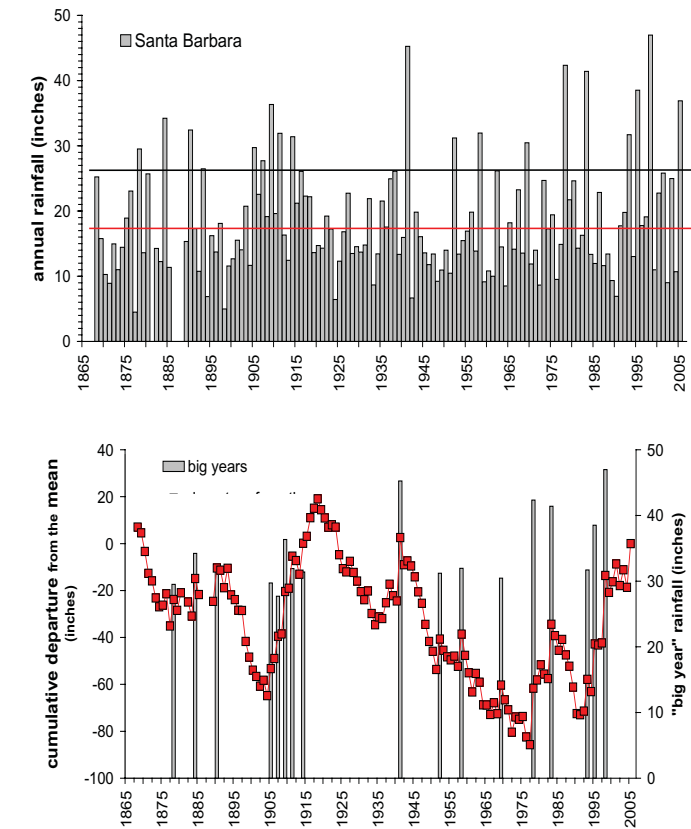 50
40
30
20
10
0
annual rainfall (inches)
Santa Barbara
1865 1875 1885 1895 1905 1915 1925 1935 1945 1955 1965 1975 1985 1995 2005
40
20
0
-20
-40
-60
-80
-100
cumulative departure from the mean
(inches)
big years
50
40
30
20
10
0
"big year" rainfall (inches)
1865 1875 1885 1895 1905 1915 1925 1935 1945 1955 1965 1975 1985 1995 2005